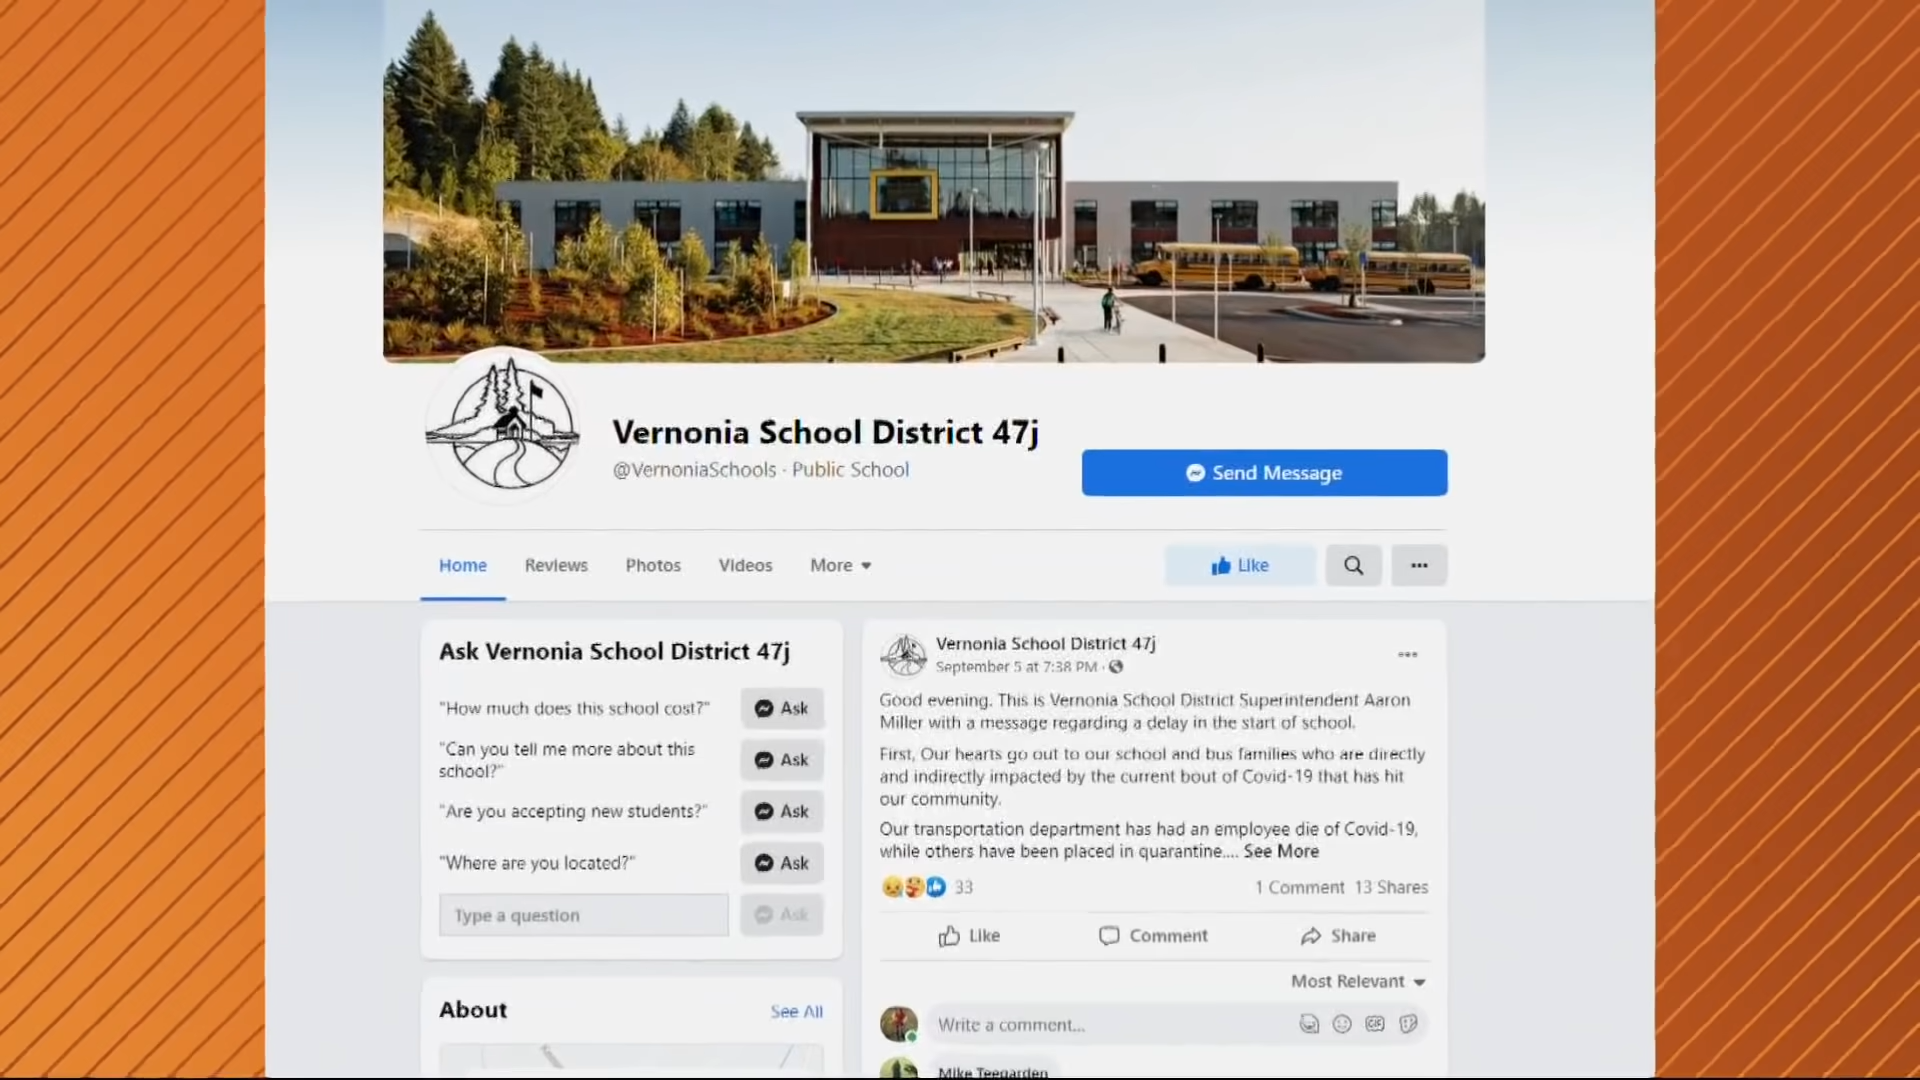 Vernonia School District 47j
@VernoniaSchools · Public School
Send Message
Home
Reviews
Photos
Videos
More
Like
Ask Vernonia School District 47j
"How much does this school cost?"
Ask
"Can you tell me more about this
school?"
Ask
"Are you accepting new students?"
Ask
"Where are you located?"
Ask
Type a question
Ask
About
See All
Vernonia School District 47j
September 5 at 7:38 PM ·
Good evening. This is Vernonia School District Superintendent Aaron
Miller with a message regarding a delay in the start of school.
First, Our hearts go out to our school and bus families who are directly
and indirectly impacted by the current bout of Covid-19 that has hit
our community.
Our transportation department has had an employee die of Covid-19,
while others have been placed in quarantine.... See More
33
1 Comment 13 Shares
Like
Comment
Share
Most Relevant
Write a comment...
GIF
Mike Teegarden